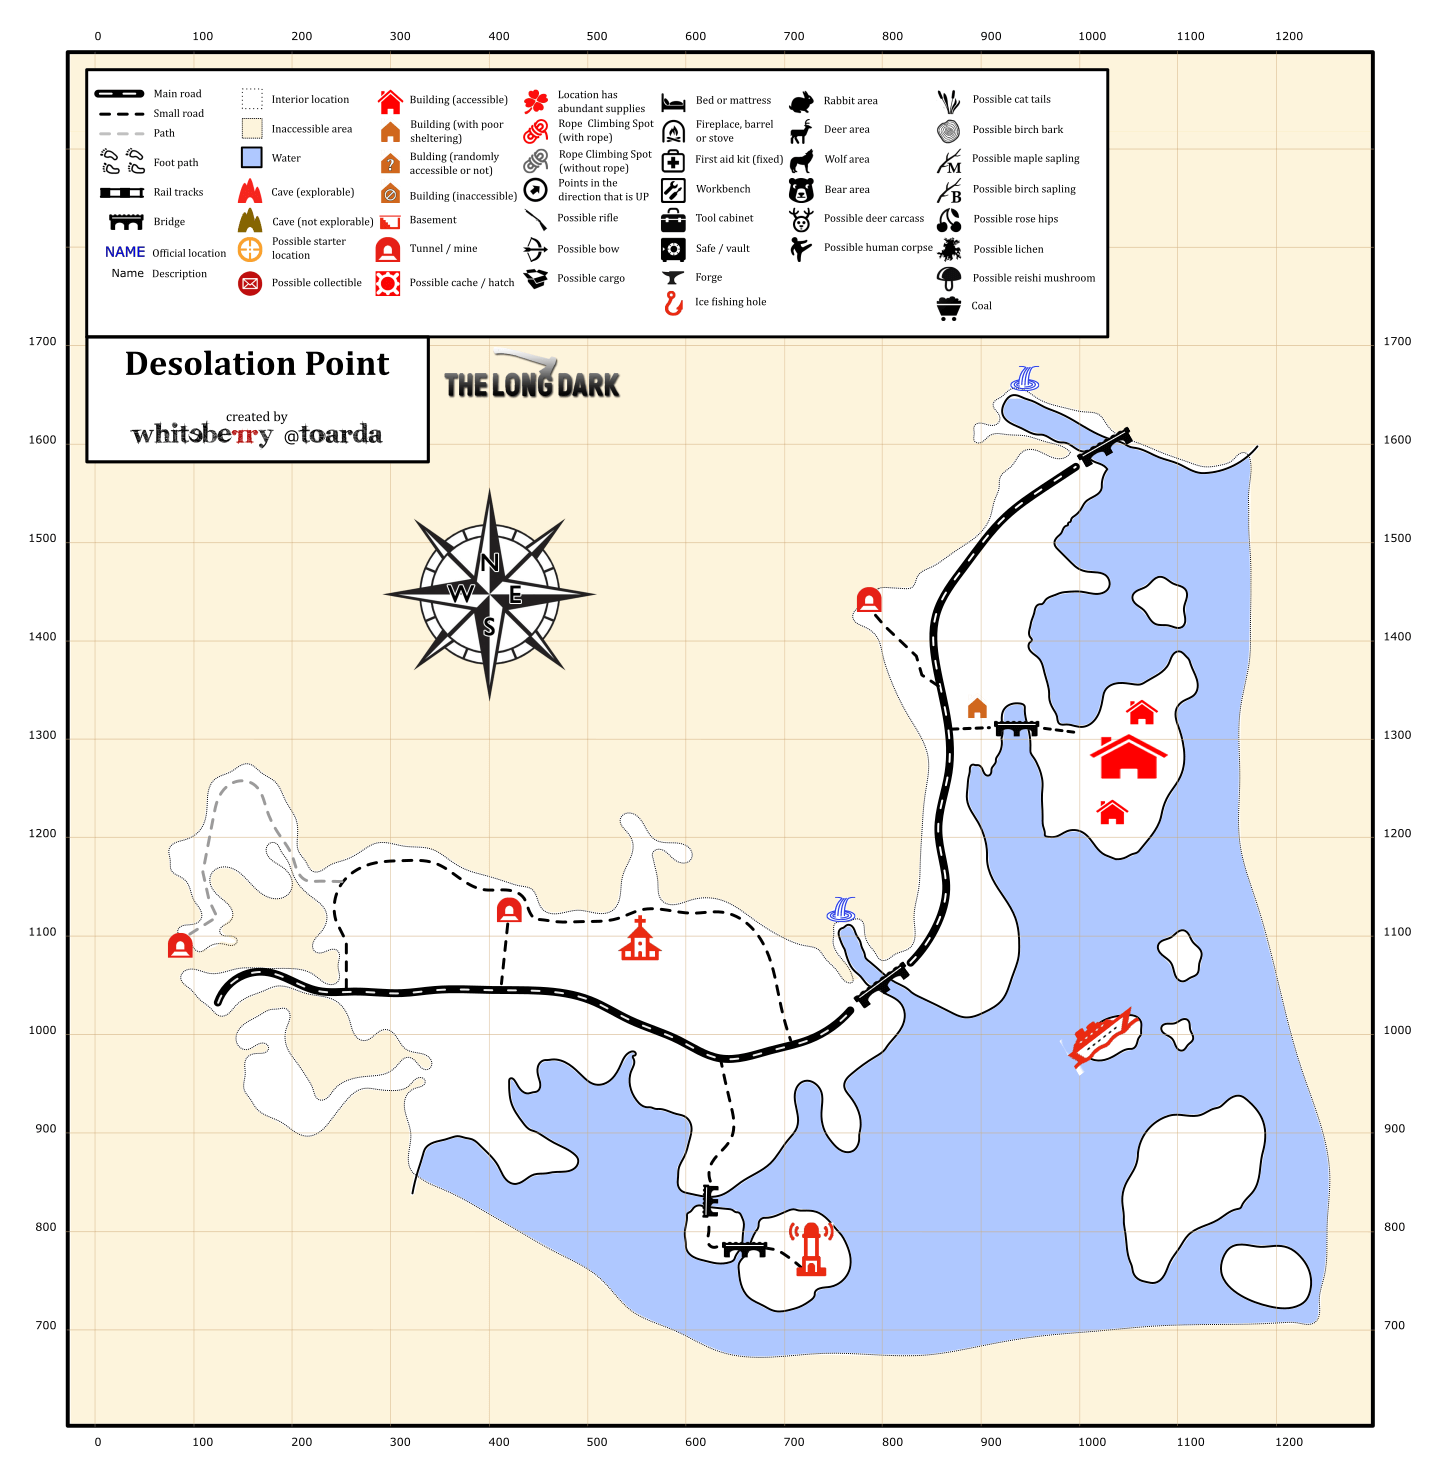 0 100 200 300 400 500 600 700 800 900 1000 1100 1200
Main road
Small road
Path
Foot path
Rail tracks
Bridge
NAME Official location
Name Description
Interior location
Inaccessible area
Water
Cave (explorable)
Cave (not explorable)
Possible starter
location
Possible collectible
Building (accessible)
Building (with poor
sheltering)
?
Bulding (randomly
accessible or not)
Building (inaccessible)
Basement
Tunnel / mine
Possible cache / hatch
Location has
abundant supplies
Rope Climbing Spot
(with rope)
Rope Climbing Spot
(without rope)
Points in the
direction that is UP
Possible rifle
Possible bow
Possible cargo
Bed or mattress
Fireplace, barrel
or stove
First aid kit (fixed)
Workbench
Tool cabinet
Safe / vault
Forge
Ice fishing hole
Rabbit area
Deer area
Wolf area
Bear area
Possible deer carcass
Possible human corpse
Possible cat tails
Possible birch bark
M Possible maple sapling
B Possible birch sapling
Possible rose hips
Possible lichen
Possible reishi mushroom
Coal
Desolation Point
created by
whiteberry @toarda
THE LONG DARK
N
W E
S
1700 1700
1600 1600
1500 1500
1400 1400
1300 1300
1200 1200
1100 1100
1000 1000
900 900
800 800
700 700
0 100 200 300 400 500 600 700 800 900 1000 1100 1200